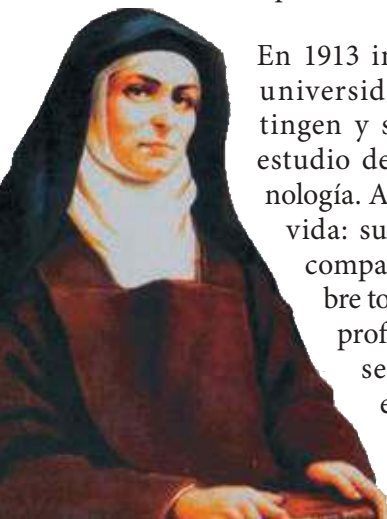 En 1913 in
universid
tingen y s
estudio de
nología. A
vida: su
compa
bre to
prof
se
e